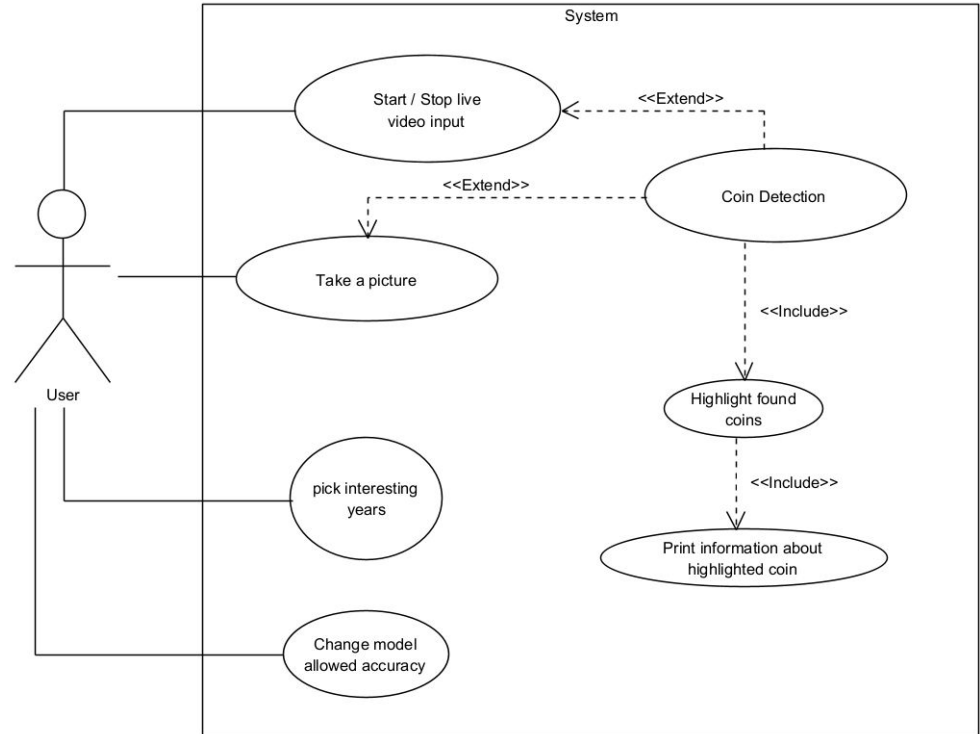 System
Start / Stop live
video input
<<Extend>>
<<Extend>>
Coin Detection
Take a picture
<<Include>>
User
Highlight found
coins
pick interesting
years
<<Include>>
Print information about
highlighted coin
Change model
allowed accuracy